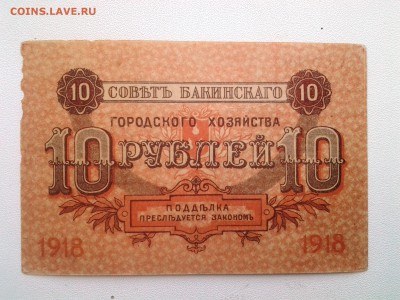 COINS.LAVE.RU
10 СОВѢТЪ БАКИНСКАГО 10
ГОРОДСКОГО ХОЗЯЙСТВА
10 РУБЛЕЙ 10
ПОДДѢЛКА
ПРЕСЛѢДУЕТСЯ ЗАКОНОМЪ
1918 1918